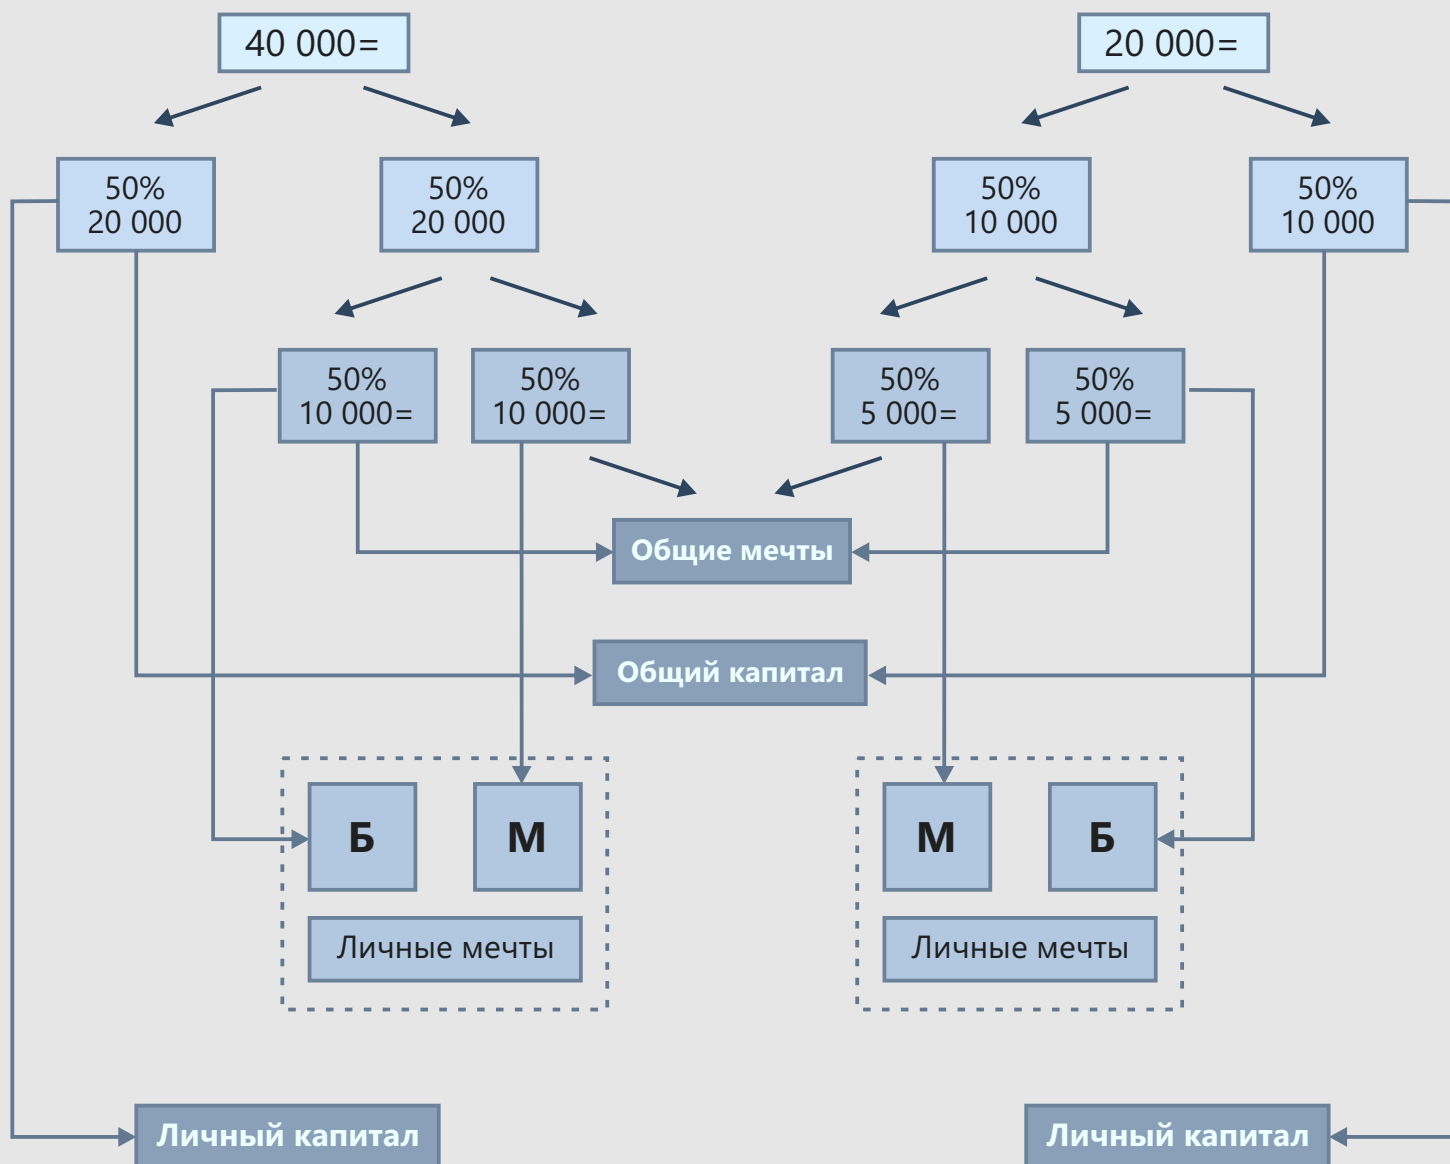 40 000=
20 000=
50%
20 000
50%
20 000
50%
10 000
50%
10 000
50%
10 000=
50%
10 000=
50%
5 000=
50%
5 000=
Общие мечты
Общий капитал
Б
М
М
Б
Личные мечты
Личные мечты
Личный капитал
Личный капитал